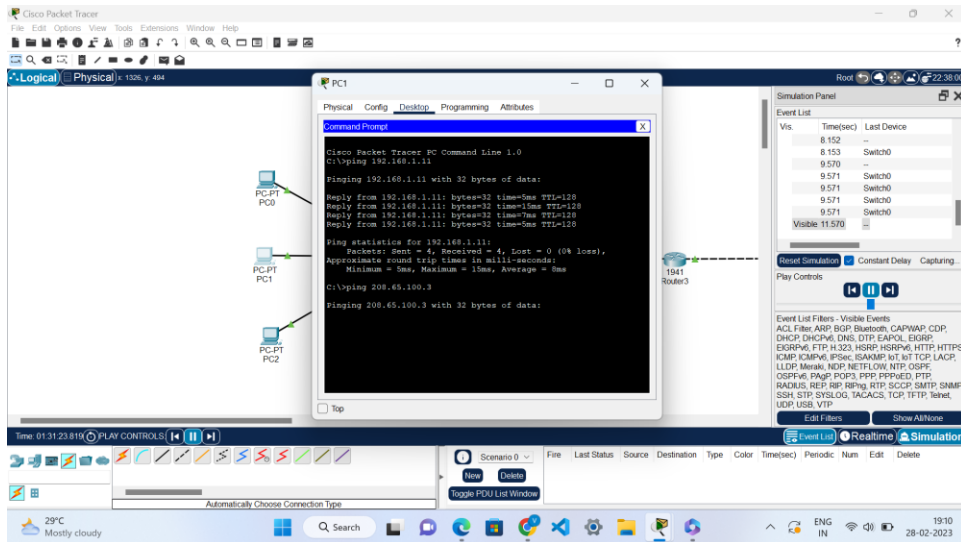 Cisco Packet Tracer
File Edit Options View Tools Extensions Window Help
?
Logical Physical x: 1326, y: 494
Root 22:38:00
PC-PT
PC0
PC-PT
PC1
PC-PT
PC2
PC1
Physical Config Desktop Programming Attributes
Command Prompt X
Cisco Packet Tracer PC Command Line 1.0
C:\>ping 192.168.1.11
Pinging 192.168.1.11 with 32 bytes of data:
Reply from 192.168.1.11: bytes=32 time=5ms TTL=128
Reply from 192.168.1.11: bytes=32 time=15ms TTL=128
Reply from 192.168.1.11: bytes=32 time=7ms TTL=128
Reply from 192.168.1.11: bytes=32 time=5ms TTL=128
Ping statistics for 192.168.1.11:
Packets: Sent = 4, Received = 4, Lost = 0 (0% loss),
Approximate round trip times in milli-seconds:
Minimum = 5ms, Maximum = 15ms, Average = 8ms
C:\>ping 208.65.100.3
Pinging 208.65.100.3 with 32 bytes of data:
Top
1941
Router3
Simulation Panel
Event List
Vis. Time(sec) Last Device
8.152 --
8.153 Switch0
9.570 --
9.571 Switch0
9.571 Switch0
9.571 Switch0
9.571 Switch0
Visible 11.570 --
Reset Simulation Constant Delay Capturing...
Play Controls
Event List Filters - Visible Events
ACL Filter, ARP, BGP, Bluetooth, CAPWAP, CDP,
DHCP, DHCPv6, DNS, DTP, EAPOL, EIGRP,
EIGRPv6, FTP, H.323, HSRP, HSRPv6, HTTP, HTTPS
ICMP, ICMPv6, IPSec, ISAKMP, IoT, IoT TCP, LACP,
LLDP, Meraki, NDP, NETFLOW, NTP, OSPF,
OSPFv6, PAgP, POP3, PPP, PPPoED, PTP,
RADIUS, REP, RIP, RIPng, RTP, SCCP, SMTP, SNMP
SSH, STP, SYSLOG, TACACS, TCP, TFTP, Telnet,
UDP, USB, VTP
Edit Filters Show All/None
Time: 01:31:23.819 PLAY CONTROLS:
Event List Realtime Simulation
Automatically Choose Connection Type
Scenario 0
New Delete
Toggle PDU List Window
Fire Last Status Source Destination Type Color Time(sec) Periodic Num Edit Delete
29°C
Mostly cloudy
Search
ENG
IN
19:10
28-02-2023